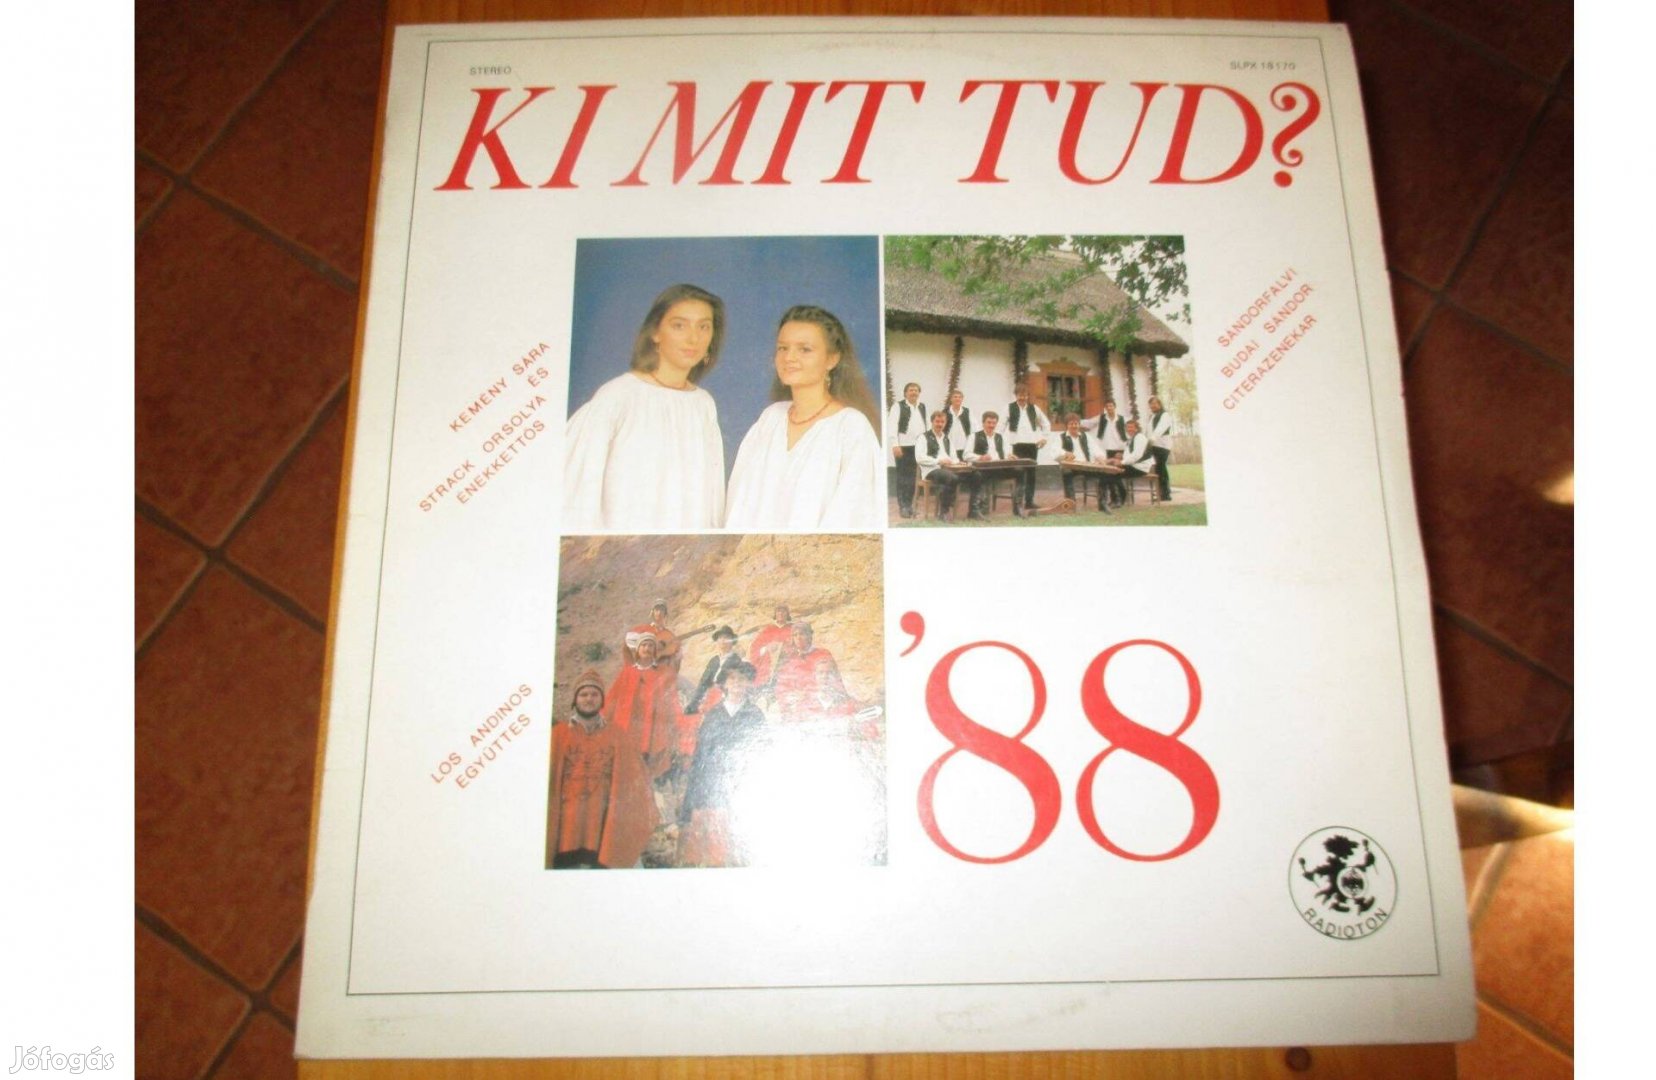 STEREO
SLPX 18170
KI MIT TUD?
KEMÉNY SÁRA
ÉS
STRACK ORSOLYA
ÉNEKKETTŐS
SÁNDORFALVI
BUDAI SÁNDOR
CITERAZENEKAR
LOS ANDINOS
EGYÜTTES
'88
RADIOTON
Jófogás